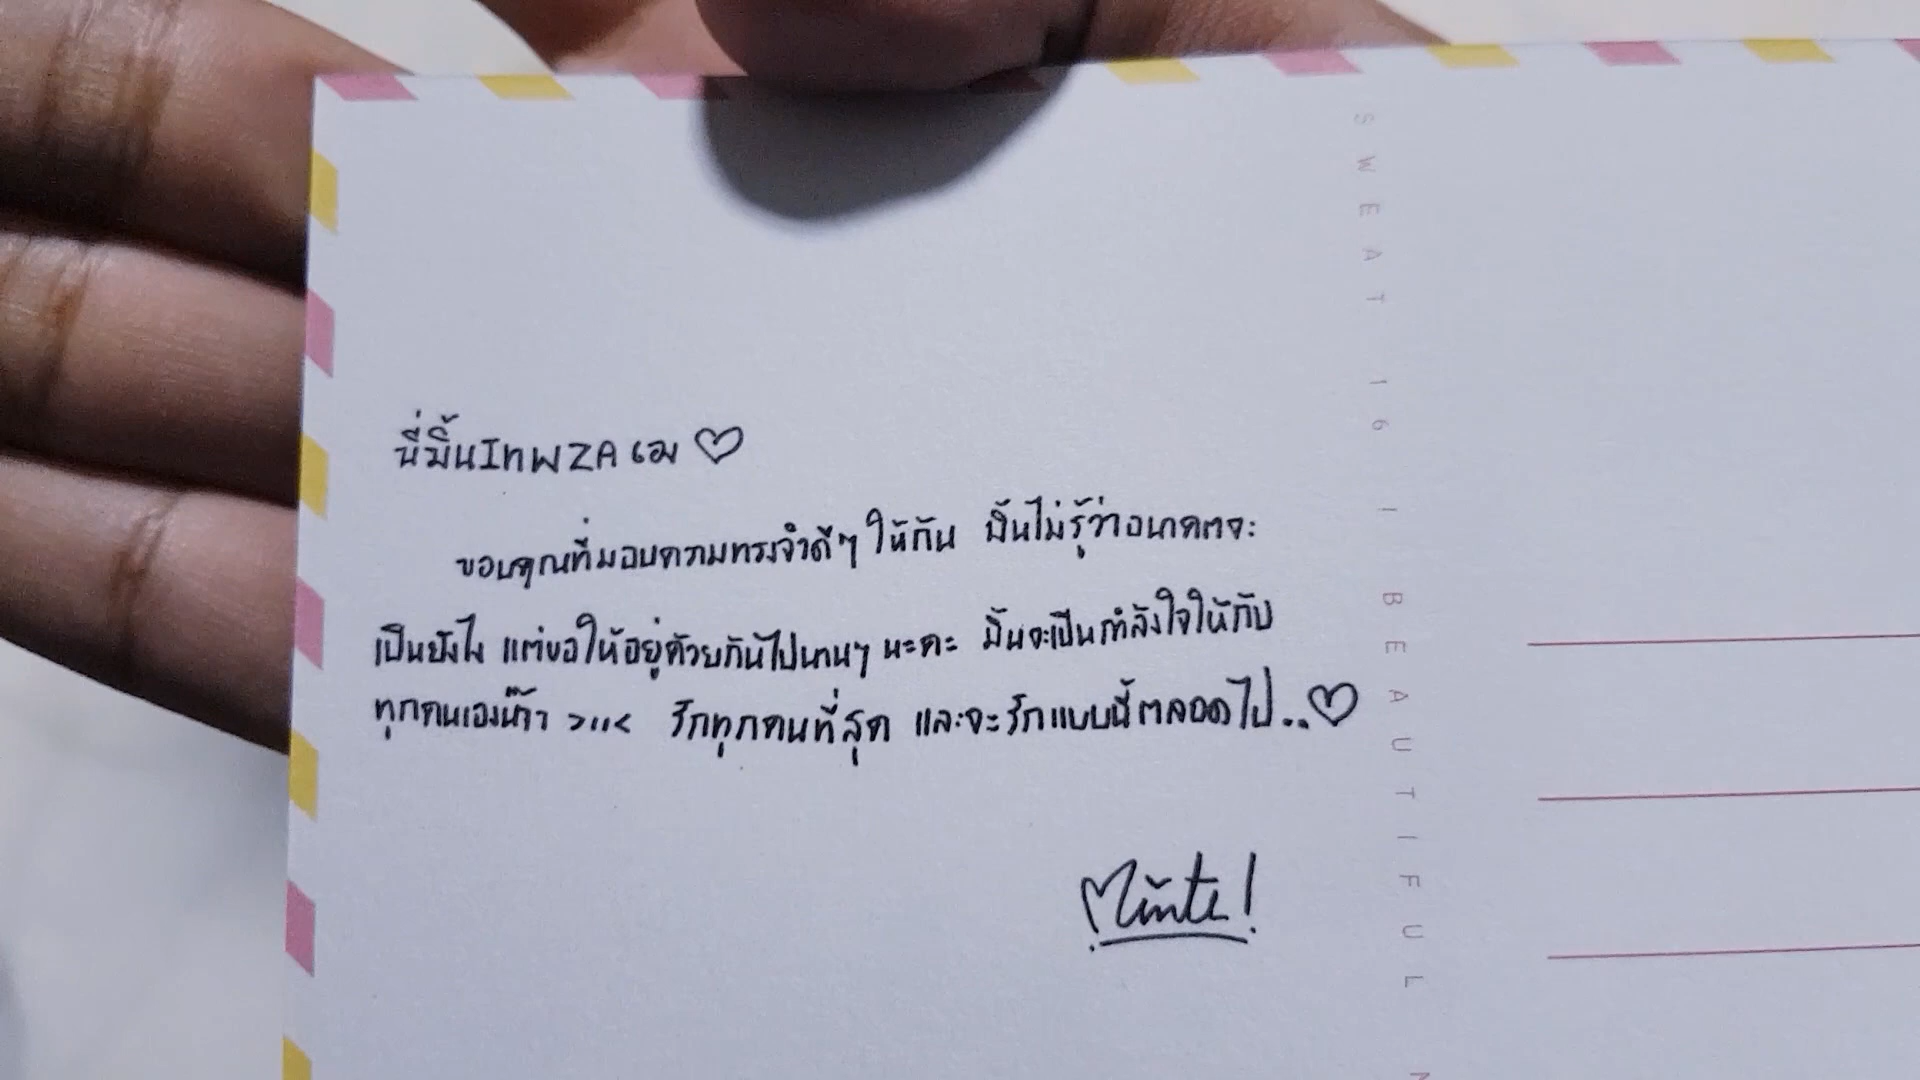 นี่มิ้นInWZAเอง ♡
ขอบคุณที่มอบความทรงจำดีๆ ให้กัน มิ้นไม่รู้ว่าอนาคตจะ
เป็นยังไง แต่ขอให้อยู่ด้วยกันไปนานๆ นะคะ มิ้นจะเป็นกำลังใจให้กับ
ทุกคนเองน๊าา >< รักทุกคนที่สุด และจะรักแบบนี้ตลอดไป..♡
SWEAT 16! BEAUTIFUL